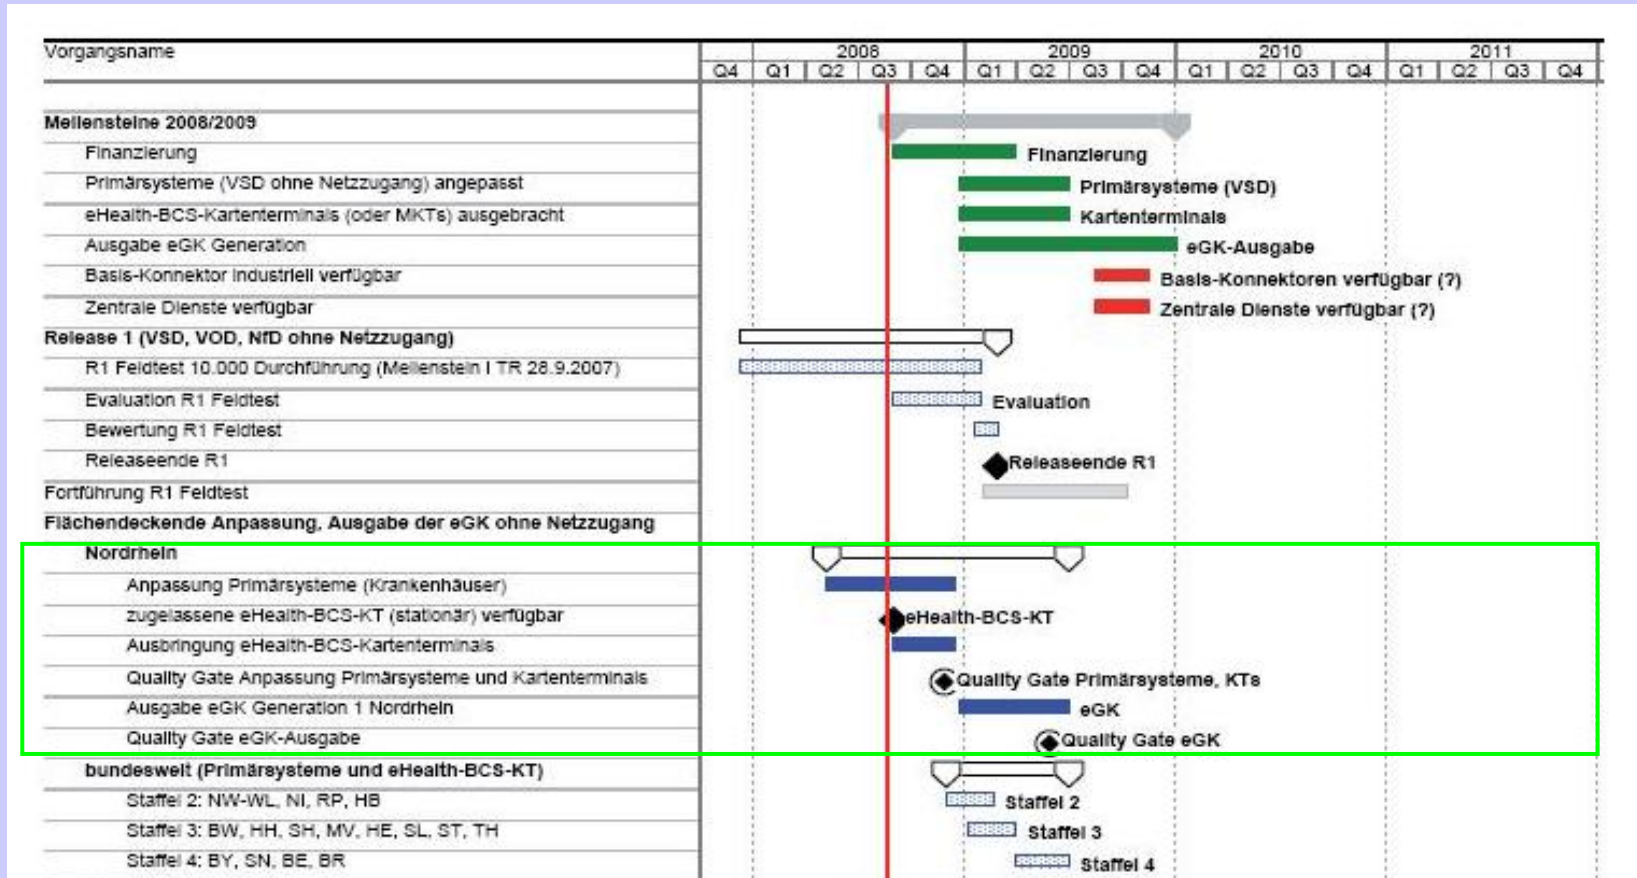 Vorgangsname 2008 2009 2010 2011
Q4 Q1 Q2 Q3 Q4 Q1 Q2 Q3 Q4 Q1 Q2 Q3 Q4 Q1 Q2 Q3 Q4
Meilensteine 2008/2009
Finanzierung Finanzierung
Primärsysteme (VSD ohne Netzzugang) angepasst Primärsysteme (VSD)
eHealth-BCS-Kartenterminals (oder MKTs) ausgebracht Kartenterminals
Ausgabe eGK Generation eGK-Ausgabe
Basis-Konnektor industriell verfügbar Basis-Konnektoren verfügbar (?)
Zentrale Dienste verfügbar Zentrale Dienste verfügbar (?)
Release 1 (VSD, VOD, NfD ohne Netzzugang)
R1 Feldtest 10.000 Durchführung (Meilenstein I TR 28.9.2007)
Evaluation R1 Feldtest Evaluation
Bewertung R1 Feldtest
Releaseende R1 Releaseende R1
Fortführung R1 Feldtest
Flächendeckende Anpassung, Ausgabe der eGK ohne Netzzugang
Nordrhein
Anpassung Primärsysteme (Krankenhäuser)
zugelassene eHealth-BCS-KT (stationär) verfügbar eHealth-BCS-KT
Ausbringung eHealth-BCS-Kartenterminals
Quality Gate Anpassung Primärsysteme und Kartenterminals Quality Gate Primärsysteme, KTs
Ausgabe eGK Generation 1 Nordrhein eGK
Quality Gate eGK-Ausgabe Quality Gate eGK
bundesweit (Primärsysteme und eHealth-BCS-KT)
Staffel 2: NW-WL, NI, RP, HB Staffel 2
Staffel 3: BW, HH, SH, MV, HE, SL, ST, TH Staffel 3
Staffel 4: BY, SN, BE, BR Staffel 4